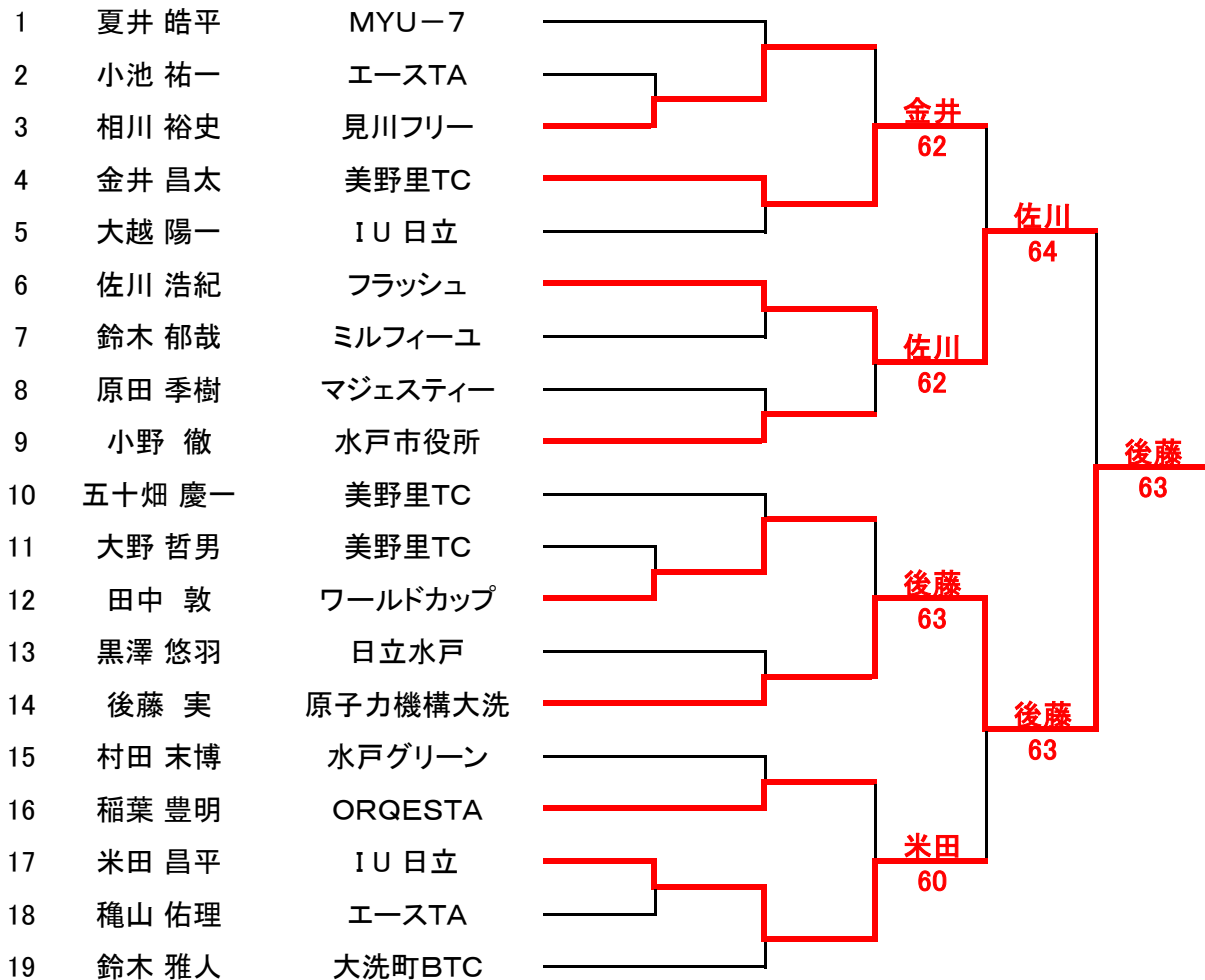 1 夏井 皓平 MYU－7
2 小池 祐一 エースTA
3 相川 裕史 見川フリー
金井
62
4 金井 昌太 美野里TC
5 大越 陽一 IU 日立
佐川
64
6 佐川 浩紀 フラッシュ
7 鈴木 郁哉 ミルフィーユ
佐川
62
8 原田 季樹 マジェスティー
9 小野 徹 水戸市役所
後藤
63
10 五十畑 慶一 美野里TC
11 大野 哲男 美野里TC
12 田中 敦 ワールドカップ
後藤
63
13 黒澤 悠羽 日立水戸
14 後藤 実 原子力機構大洗
後藤
63
15 村田 末博 水戸グリーン
16 稲葉 豊明 ORQESTA
17 米田 昌平 IU 日立
米田
60
18 穐山 佑理 エースTA
19 鈴木 雅人 大洗町BTC